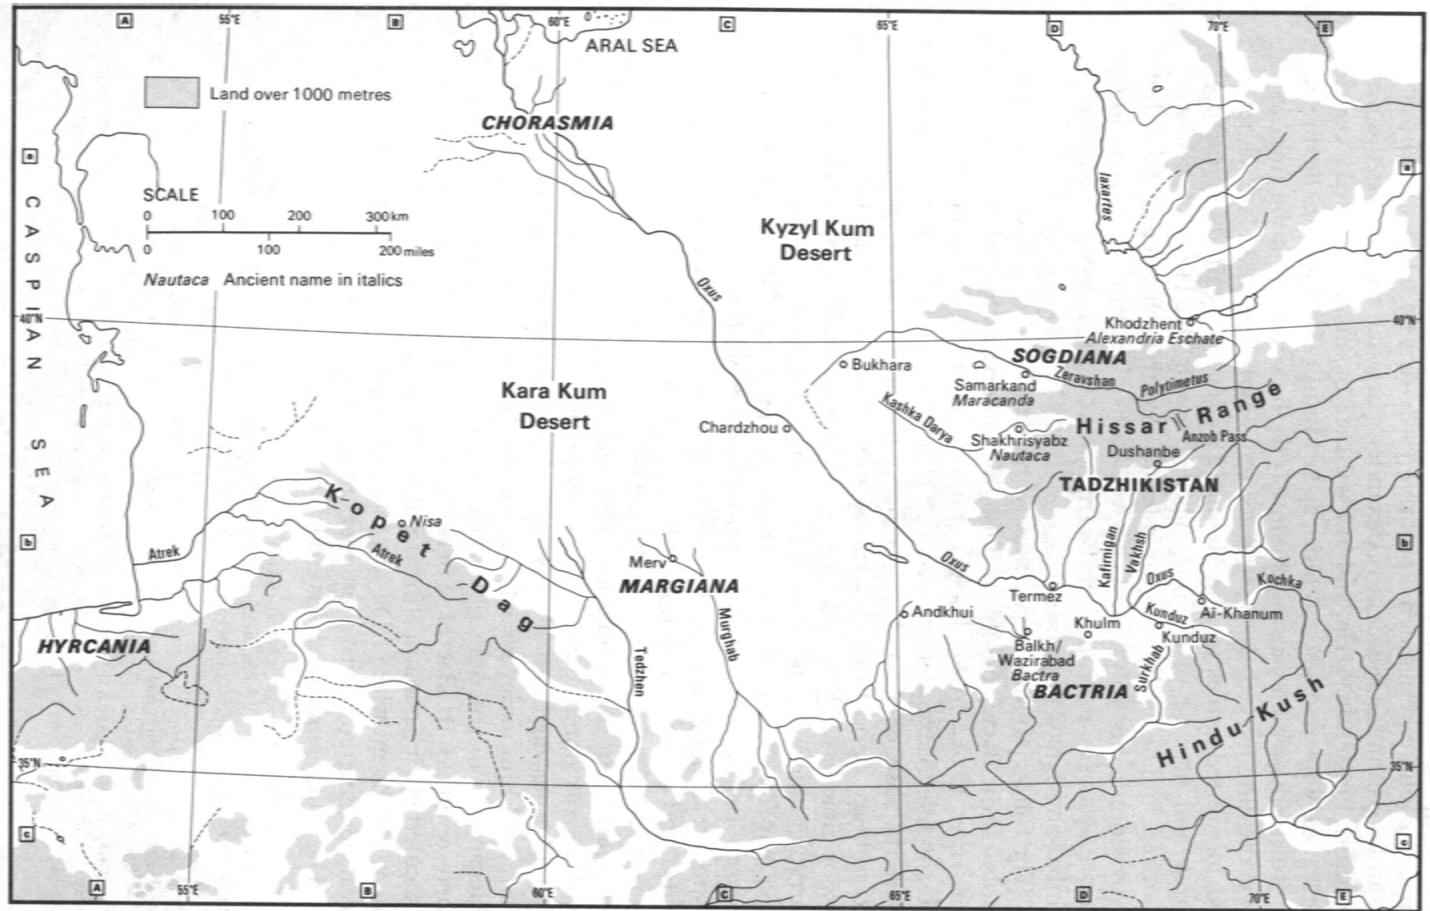 A
55°E
B
60°E
C
65°E
D
70°E
E
ARAL SEA
Land over 1000 metres
CHORASMIA
a
a
CASPIAN SEA
SCALE
0 100 200 300 km
0 100 200 miles
Nautaca Ancient name in italics
Iaxartes
Kyzyl Kum
Desert
Oxus
40°N
40°N
Khodzhent
Alexandria Eschate
SOGDIANA
Bukhara
Zeravshan
Polytimetus
Samarkand
Maracanda
Kara Kum
Desert
Kashka Darya
Hissar Range
Chardzhou
Shakhrisyabz
Nautaca
Anzob Pass
Dushanbe
TADZHIKISTAN
Kopet Dag
Nisa
b
b
Atrek
Atrek
Merv
MARGIANA
Murghab
Oxus
Kafirnigan
Vakhsh
Oxus
Kochka
Termez
Andkhui
Khulm
Kunduz
Aï-Khanum
Kunduz
HYRCANIA
Balkh/
Wazirabad
Bactra
BACTRIA
Surkhab
Tedzhen
Hindu Kush
35°N
35°N
c
c
A
55°E
B
60°E
C
65°E
D
70°E
E